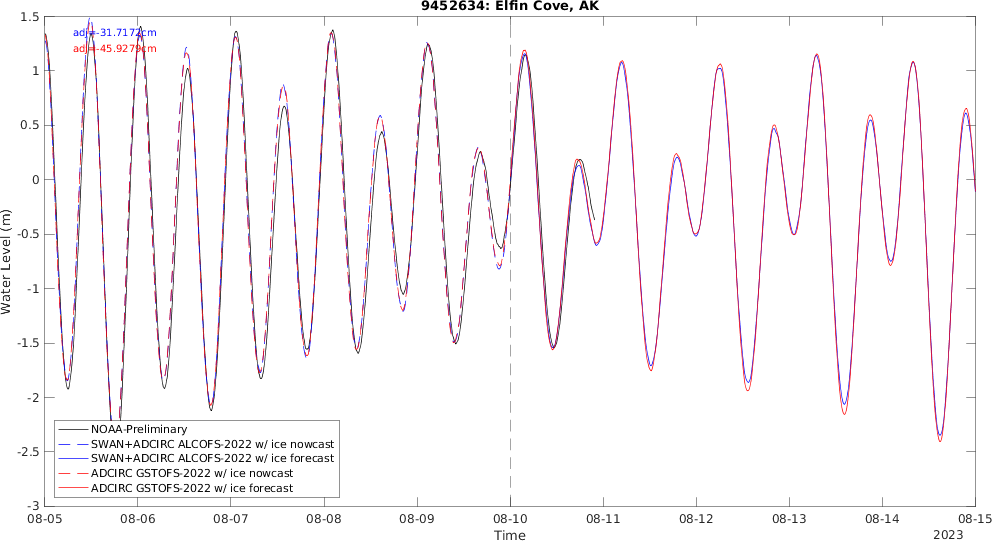 9452634: Elfin Cove, AK
adj=-31.7172cm
adj=-45.9279cm
1.5
1
0.5
0
-0.5
-1
-1.5
-2
-2.5
-3
Water Level (m)
NOAA-Preliminary
SWAN+ADCIRC ALCOFS-2022 w/ ice nowcast
SWAN+ADCIRC ALCOFS-2022 w/ ice forecast
ADCIRC GSTOFS-2022 w/ ice nowcast
ADCIRC GSTOFS-2022 w/ ice forecast
08-05 08-06 08-07 08-08 08-09 08-10 08-11 08-12 08-13 08-14 08-15
Time
2023